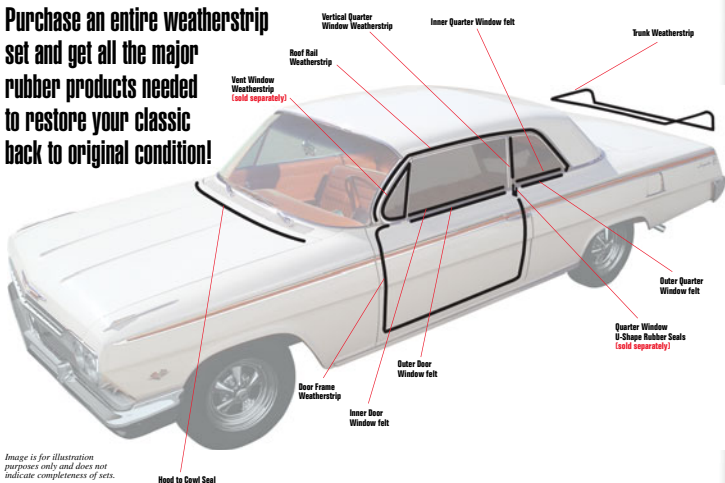 Purchase an entire weatherstrip
set and get all the major
rubber products needed
to restore your classic
back to original condition!
Vertical Quarter
Window Weatherstrip
Inner Quarter Window felt
Trunk Weatherstrip
Roof Rail
Weatherstrip
Vent Window
Weatherstrip
(sold separately)
Outer Quarter
Window felt
Quarter Window
U-Shape Rubber Seals
(sold separately)
Outer Door
Window felt
Door Frame
Weatherstrip
Inner Door
Window felt
Image is for illustration
purposes only and does not
indicate completeness of sets.
Hood to Cowl Seal